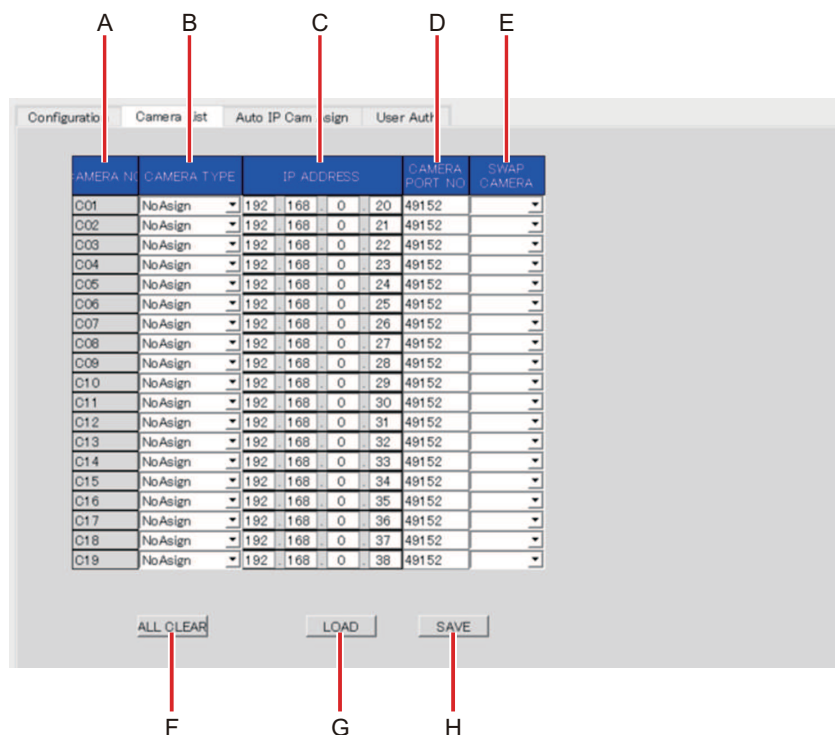 A B C D E
Configuration Camera List Auto IP Cam Asign User Auth
CAMERA NO CAMERA TYPE IP ADDRESS CAMERA PORT NO SWAP CAMERA
C01 NoAsign 192 . 168 . 0 . 20 49152
C02 NoAsign 192 . 168 . 0 . 21 49152
C03 NoAsign 192 . 168 . 0 . 22 49152
C04 NoAsign 192 . 168 . 0 . 23 49152
C05 NoAsign 192 . 168 . 0 . 24 49152
C06 NoAsign 192 . 168 . 0 . 25 49152
C07 NoAsign 192 . 168 . 0 . 26 49152
C08 NoAsign 192 . 168 . 0 . 27 49152
C09 NoAsign 192 . 168 . 0 . 28 49152
C10 NoAsign 192 . 168 . 0 . 29 49152
C11 NoAsign 192 . 168 . 0 . 30 49152
C12 NoAsign 192 . 168 . 0 . 31 49152
C13 NoAsign 192 . 168 . 0 . 32 49152
C14 NoAsign 192 . 168 . 0 . 33 49152
C15 NoAsign 192 . 168 . 0 . 34 49152
C16 NoAsign 192 . 168 . 0 . 35 49152
C17 NoAsign 192 . 168 . 0 . 36 49152
C18 NoAsign 192 . 168 . 0 . 37 49152
C19 NoAsign 192 . 168 . 0 . 38 49152
ALL CLEAR LOAD SAVE
F G H